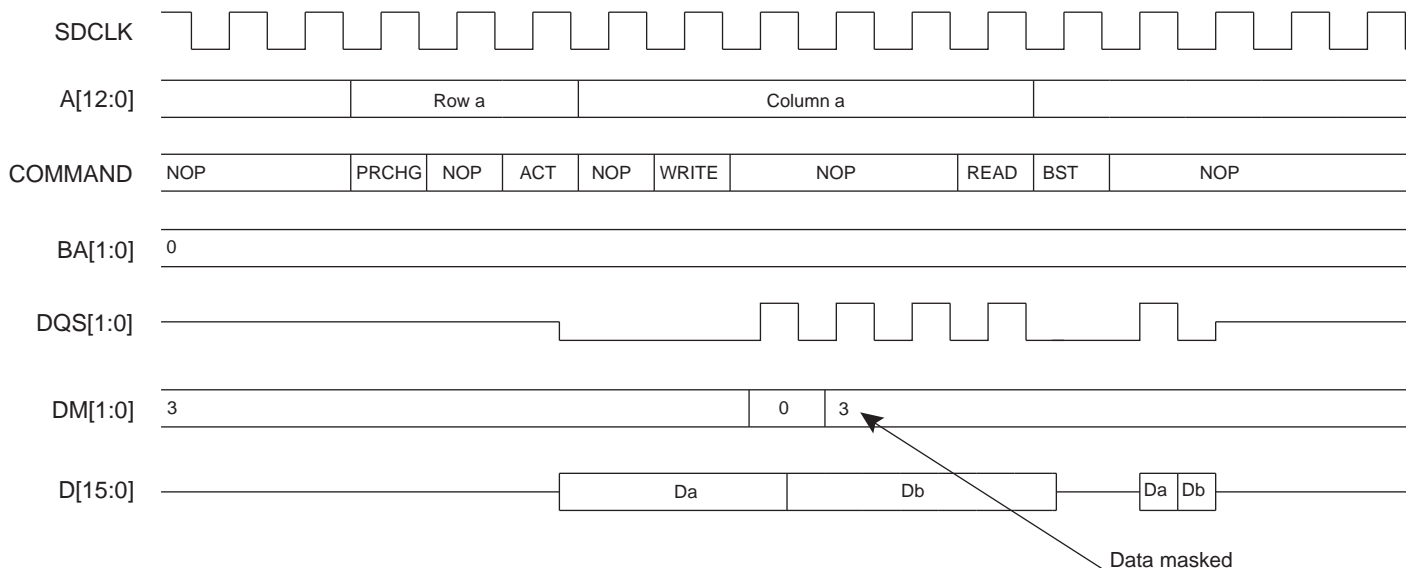 SDCLK
A[12:0] Row a Column a
COMMAND NOP PRCHG NOP ACT NOP WRITE NOP READ BST NOP
BA[1:0] 0
DQS[1:0]
DM[1:0] 3 0 3
D[15:0] Da Db Da Db
Data masked